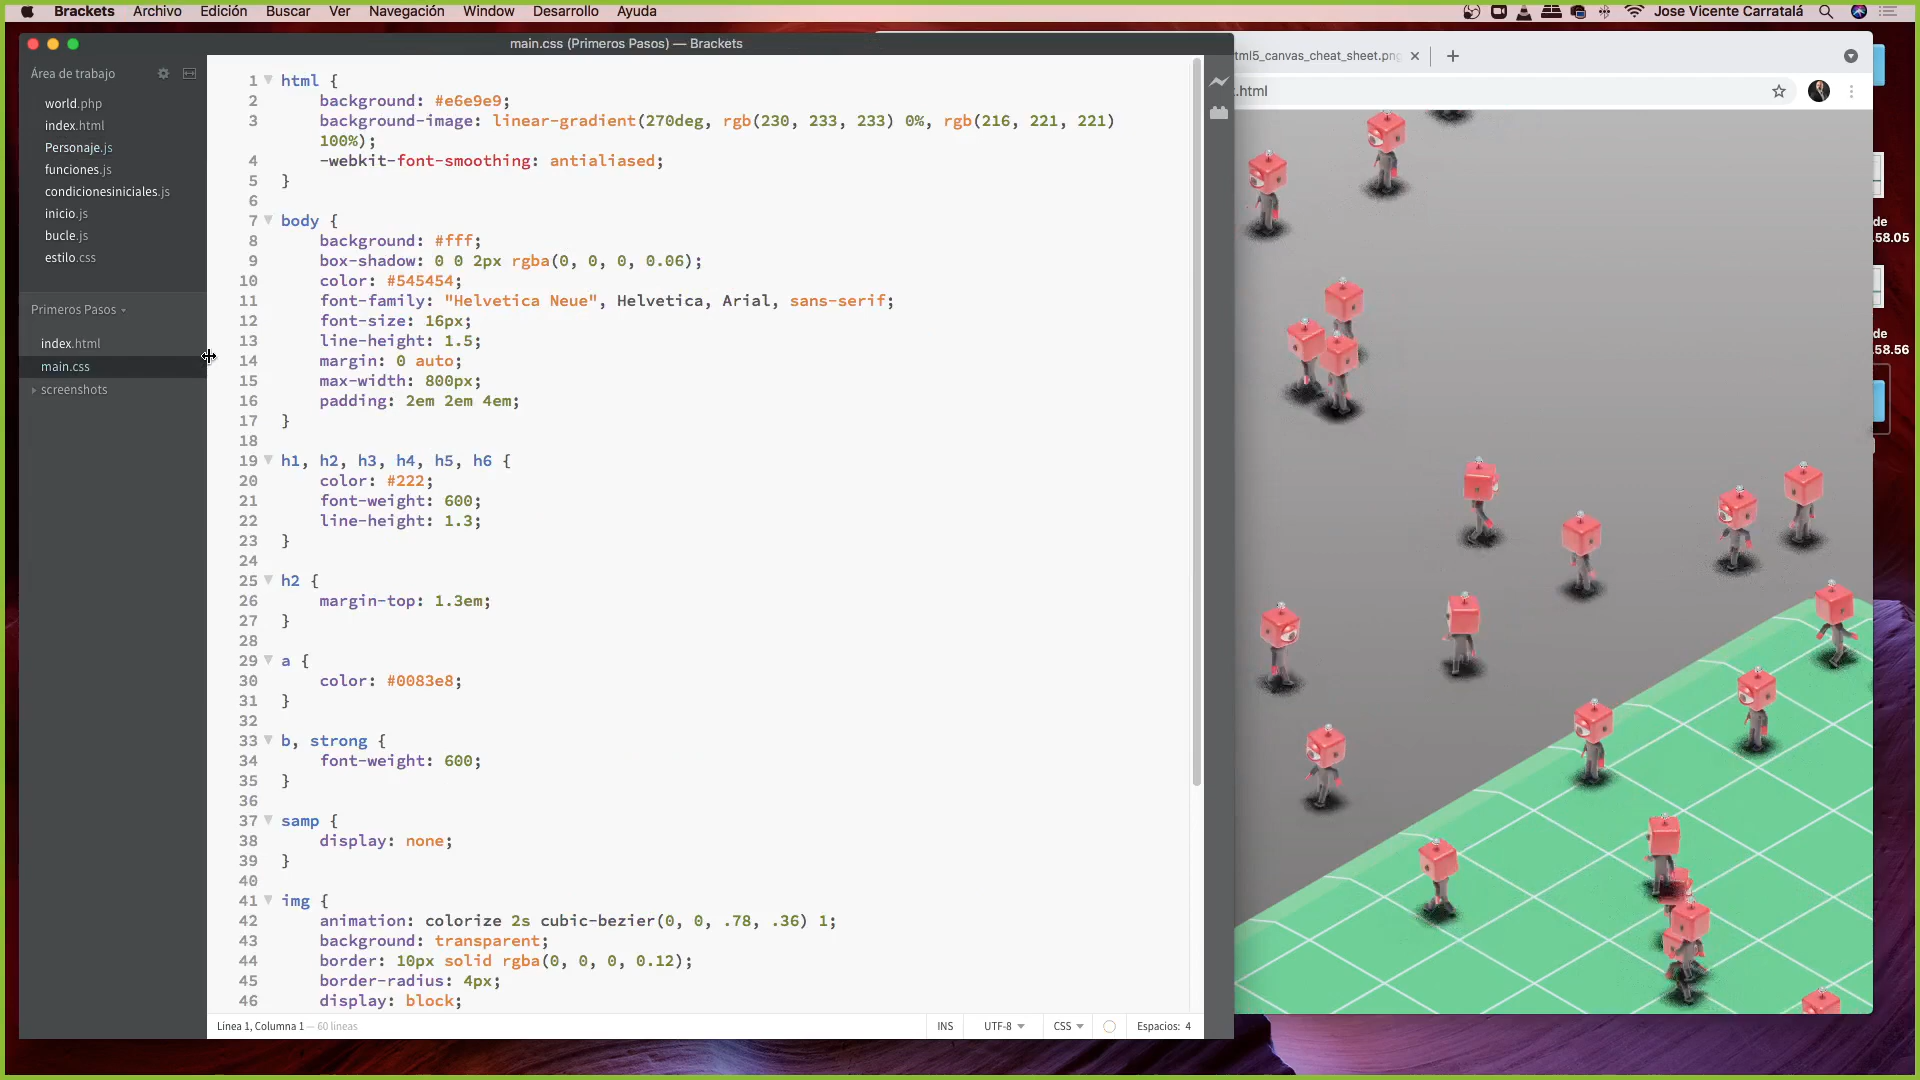 Brackets Archivo Edición Buscar Ver Navegación Window Desarrollo Ayuda
Jose Vicente Carratalá
main.css (Primeros Pasos) — Brackets
Área de trabajo
world.php
index.html
Personaje.js
funciones.js
condicionesiniciales.js
inicio.js
bucle.js
estilo.css
Primeros Pasos
index.html
main.css
screenshots
1 html {
2 background: #e6e9e9;
3 background-image: linear-gradient(270deg, rgb(230, 233, 233) 0%, rgb(216, 221, 221)
100%);
4 -webkit-font-smoothing: antialiased;
5 }
6
7 body {
8 background: #fff;
9 box-shadow: 0 0 2px rgba(0, 0, 0, 0.06);
10 color: #545454;
11 font-family: "Helvetica Neue", Helvetica, Arial, sans-serif;
12 font-size: 16px;
13 line-height: 1.5;
14 margin: 0 auto;
15 max-width: 800px;
16 padding: 2em 2em 4em;
17 }
18
19 h1, h2, h3, h4, h5, h6 {
20 color: #222;
21 font-weight: 600;
22 line-height: 1.3;
23 }
24
25 h2 {
26 margin-top: 1.3em;
27 }
28
29 a {
30 color: #0083e8;
31 }
32
33 b, strong {
34 font-weight: 600;
35 }
36
37 samp {
38 display: none;
39 }
40
41 img {
42 animation: colorize 2s cubic-bezier(0, 0, .78, .36) 1;
43 background: transparent;
44 border: 10px solid rgba(0, 0, 0, 0.12);
45 border-radius: 4px;
46 display: block;
Línea 1, Columna 1 — 60 líneas
INS UTF-8 CSS Espacios: 4
tml5_canvas_cheat_sheet.png
.html
de
.58.05
de
.58.56